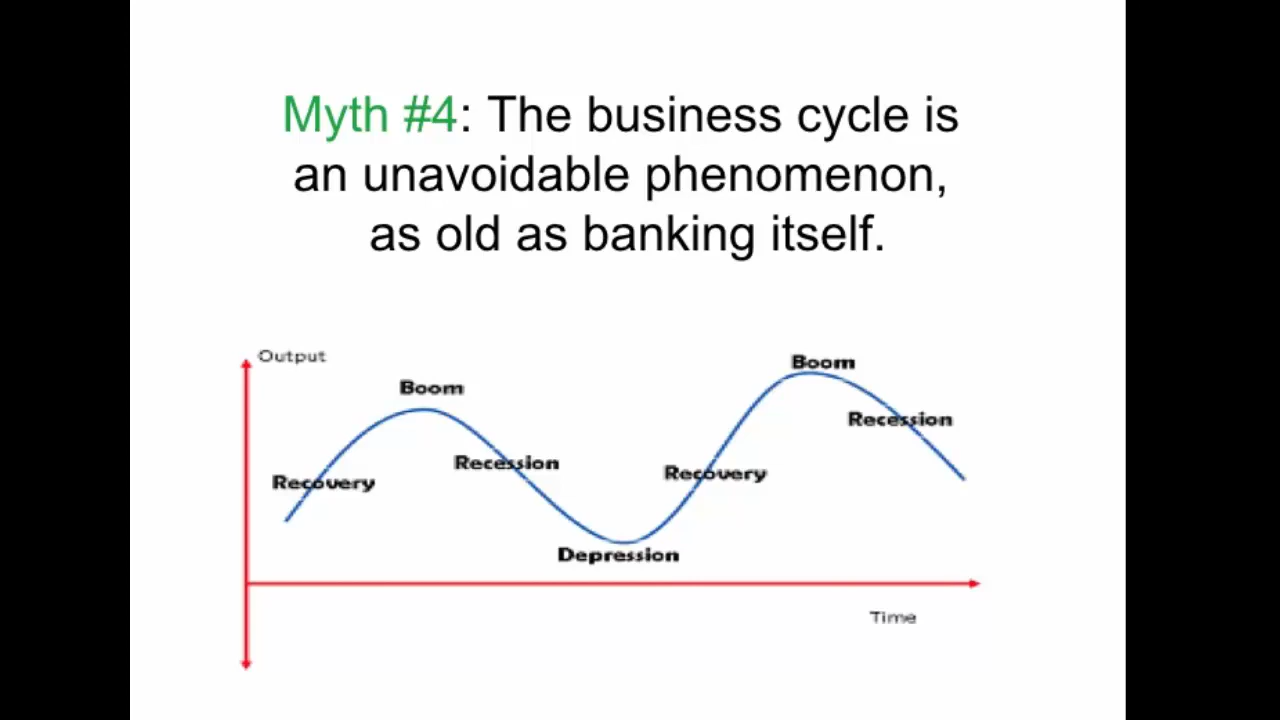 Myth #4: The business cycle is
an unavoidable phenomenon,
as old as banking itself.
Output
Boom
Recession
Recovery
Depression
Recovery
Boom
Recession
Time